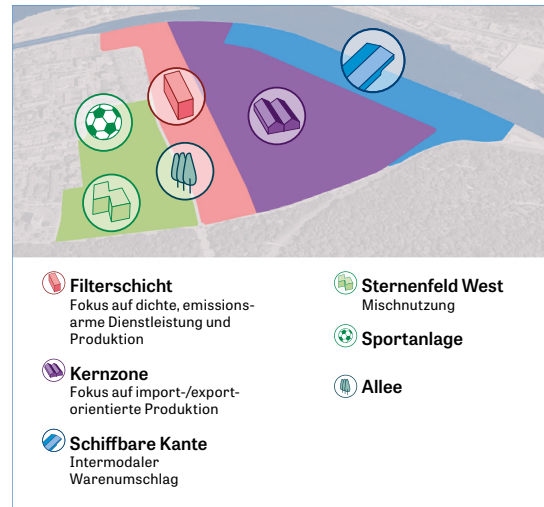 Filterschicht
Fokus auf dichte, emissions-
arme Dienstleistung und
Produktion
Kernzone
Fokus auf import-/export-
orientierte Produktion
Schiffbare Kante
Intermodaler
Warenumschlag
Sternenfeld West
Mischnutzung
Sportanlage
Allee